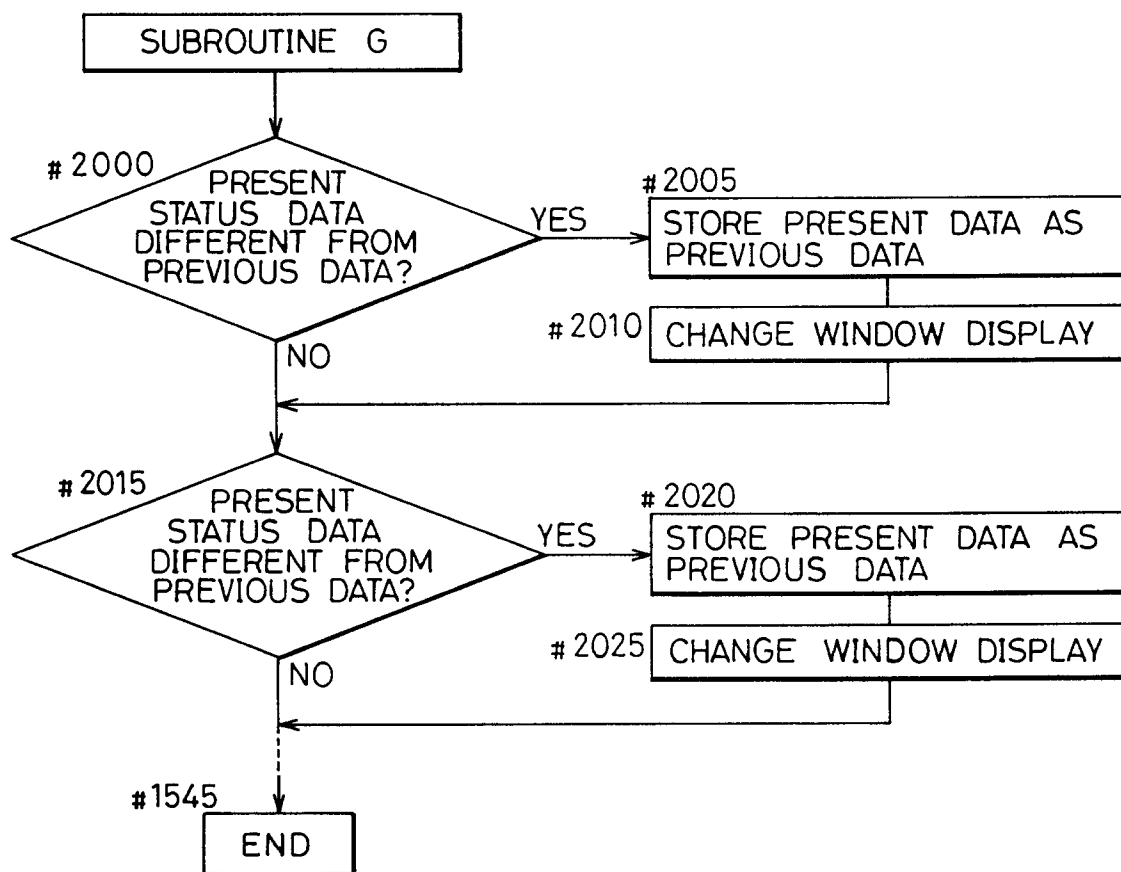 SUBROUTINE G
#2000
PRESENT
STATUS DATA
DIFFERENT FROM
PREVIOUS DATA?
YES
#2005
STORE PRESENT DATA AS
PREVIOUS DATA
#2010
CHANGE WINDOW DISPLAY
NO
#2015
PRESENT
STATUS DATA
DIFFERENT FROM
PREVIOUS DATA?
YES
#2020
STORE PRESENT DATA AS
PREVIOUS DATA
#2025
CHANGE WINDOW DISPLAY
NO
#1545
END